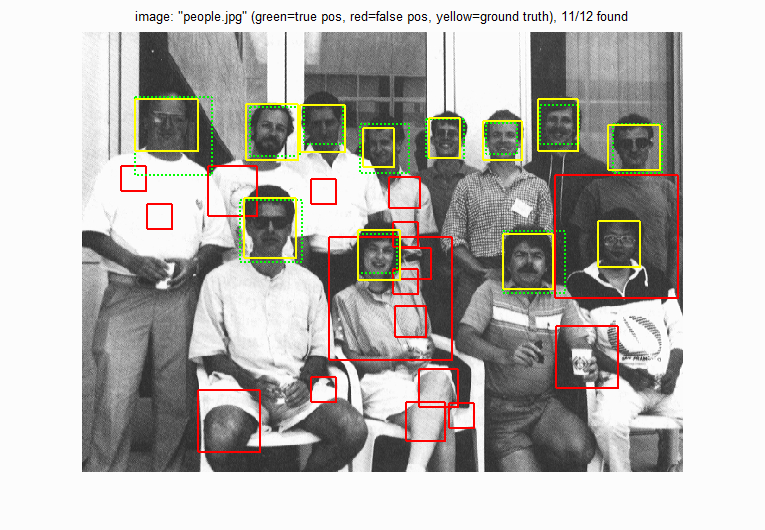 image: "people.jpg" (green=true pos, red=false pos, yellow=ground truth), 11/12 found